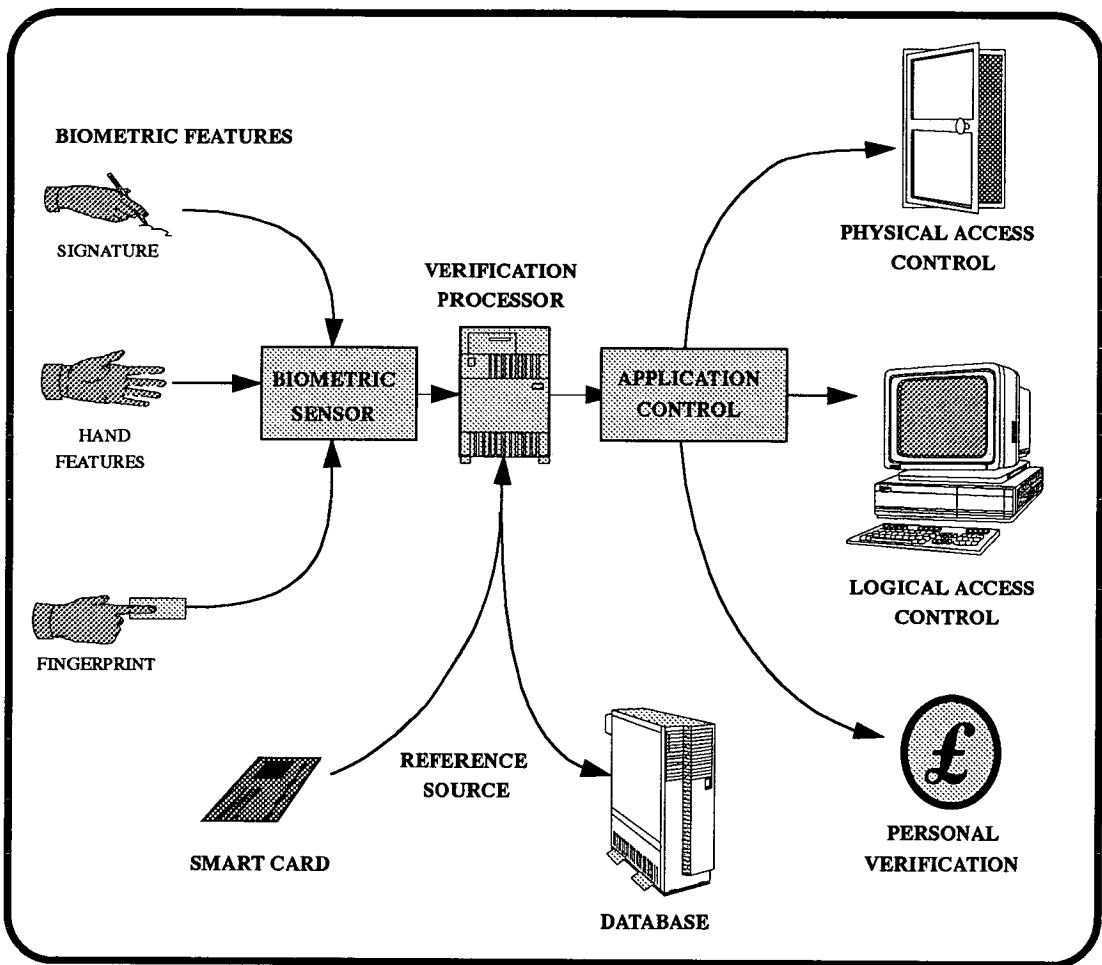 BIOMETRIC FEATURES
SIGNATURE
HAND
FEATURES
FINGERPRINT
BIOMETRIC
SENSOR
VERIFICATION
PROCESSOR
APPLICATION
CONTROL
PHYSICAL ACCESS
CONTROL
LOGICAL ACCESS
CONTROL
£
PERSONAL
VERIFICATION
REFERENCE
SOURCE
SMART CARD
DATABASE